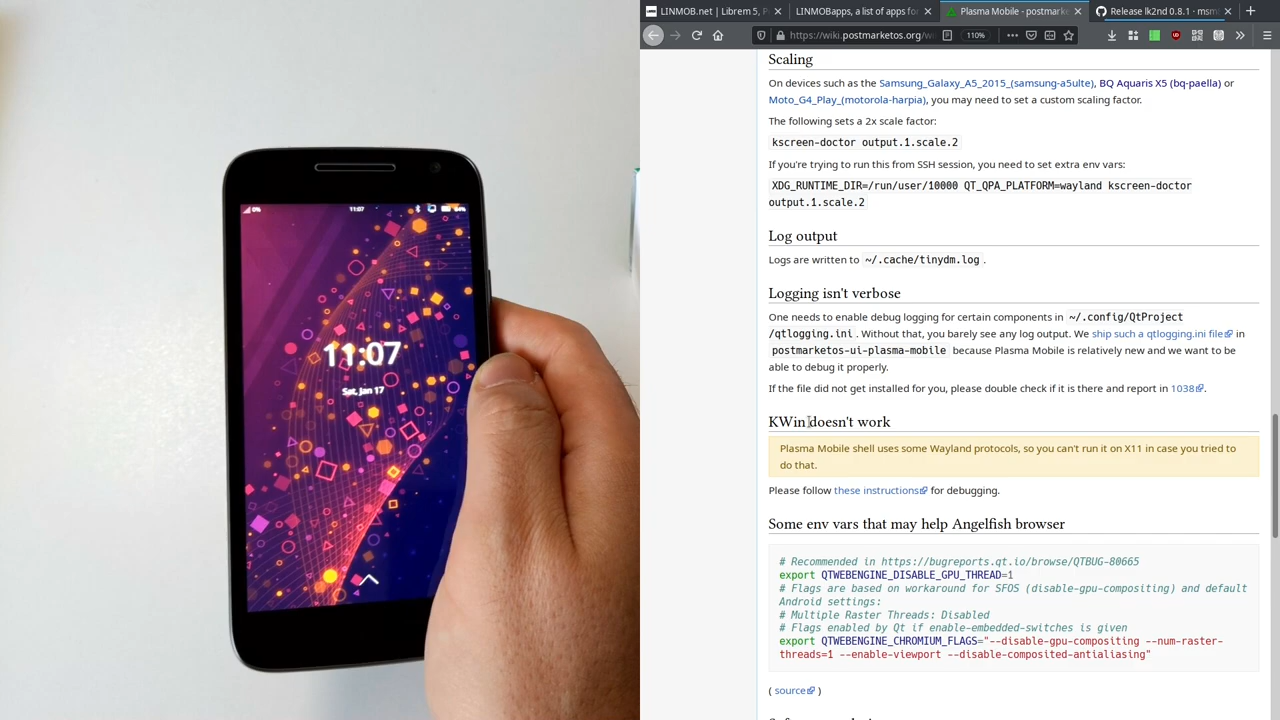 0%
11:07
84%
11:07
Sat, Jan 17
LINMOB.net | Librem 5, P
LINMOBapps, a list of apps fo
Plasma Mobile - postmarke
Release lk2nd 0.8.1 · msm
https://wiki.postmarketos.org/w
110%
Scaling
On devices such as the Samsung_Galaxy_A5_2015_(samsung-a5ulte), BQ Aquaris X5 (bq-paella) or
Moto_G4_Play_(motorola-harpia), you may need to set a custom scaling factor.
The following sets a 2x scale factor:
kscreen-doctor output.1.scale.2
If you're trying to run this from SSH session, you need to set extra env vars:
XDG_RUNTIME_DIR=/run/user/10000 QT_QPA_PLATFORM=wayland kscreen-doctor
output.1.scale.2
Log output
Logs are written to ~/.cache/tinydm.log .
Logging isn't verbose
One needs to enable debug logging for certain components in ~/.config/QtProject
/qtlogging.ini . Without that, you barely see any log output. We ship such a qtlogging.ini file in
postmarketos-ui-plasma-mobile because Plasma Mobile is relatively new and we want to be
able to debug it properly.
If the file did not get installed for you, please double check if it is there and report in 1038.
KWin doesn't work
Plasma Mobile shell uses some Wayland protocols, so you can't run it on X11 in case you tried to
do that.
Please follow these instructions for debugging.
Some env vars that may help Angelfish browser
# Recommended in https://bugreports.qt.io/browse/QTBUG-80665
export QTWEBENGINE_DISABLE_GPU_THREAD=1
# Flags are based on workaround for SFOS (disable-gpu-compositing) and default
Android settings:
# Multiple Raster Threads: Disabled
# Flags enabled by Qt if enable-embedded-switches is given
export QTWEBENGINE_CHROMIUM_FLAGS="--disable-gpu-compositing --num-raster-
threads=1 --enable-viewport --disable-composited-antialiasing"
( source )